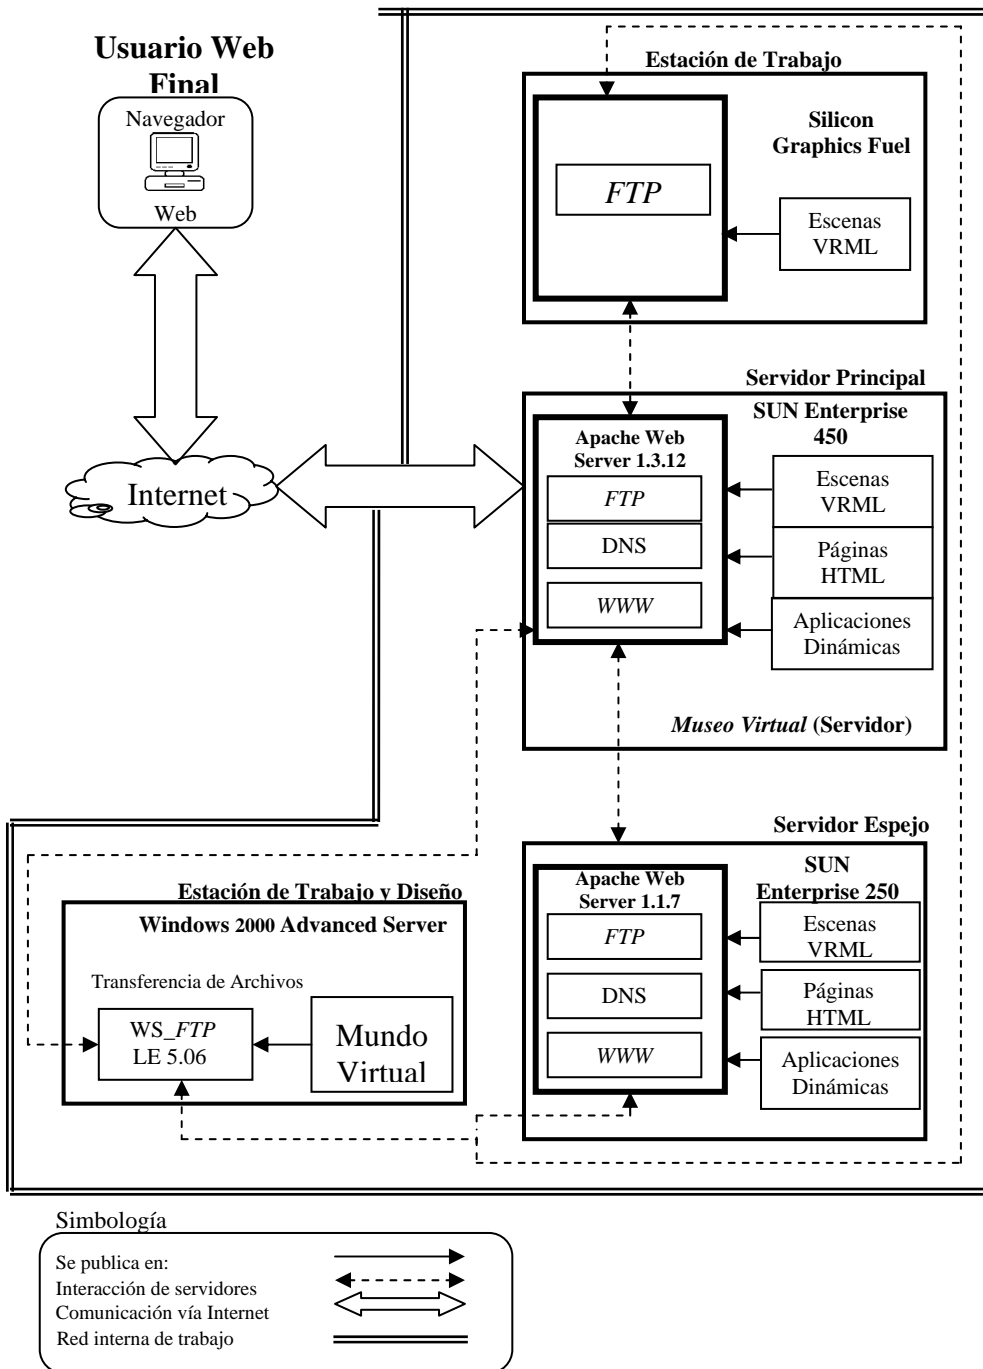 Usuario Web
Final
Navegador
Web
Internet
Estación de Trabajo
Silicon
Graphics Fuel
FTP
Escenas
VRML
Servidor Principal
SUN Enterprise
450
Apache Web
Server 1.3.12
FTP
DNS
WWW
Escenas
VRML
Páginas
HTML
Aplicaciones
Dinámicas
Museo Virtual (Servidor)
Servidor Espejo
SUN
Enterprise 250
Apache Web
Server 1.1.7
FTP
DNS
WWW
Escenas
VRML
Páginas
HTML
Aplicaciones
Dinámicas
Estación de Trabajo y Diseño
Windows 2000 Advanced Server
Transferencia de Archivos
WS_FTP
LE 5.06
Mundo
Virtual
Simbología
Se publica en:
Interacción de servidores
Comunicación vía Internet
Red interna de trabajo